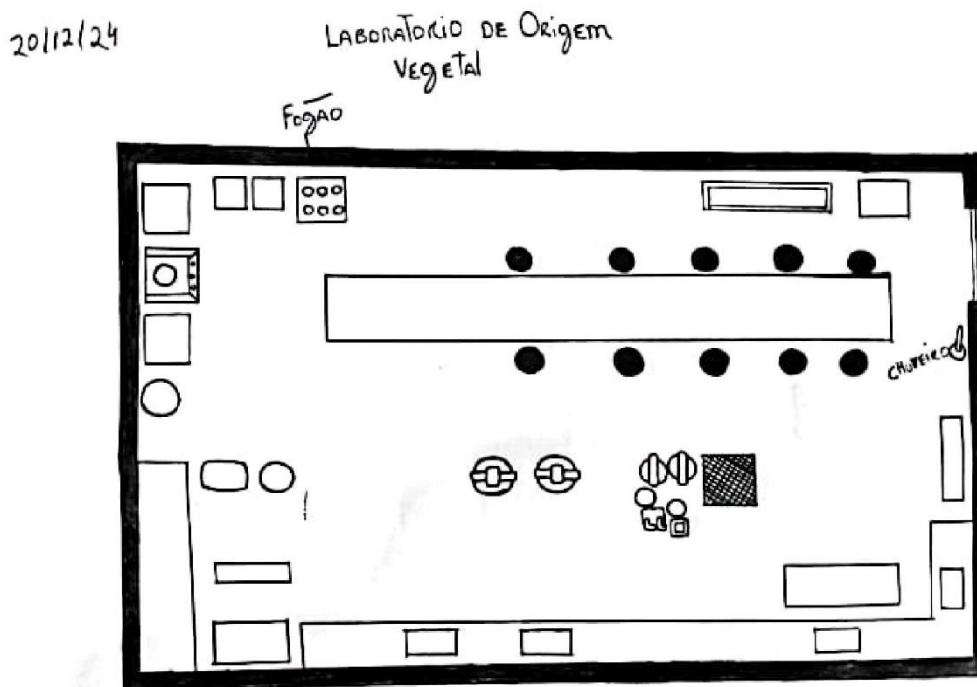 20/12/24
LABORATORIO DE ORigEm
VEgETAl
FOgÃO
CHUVEIRO